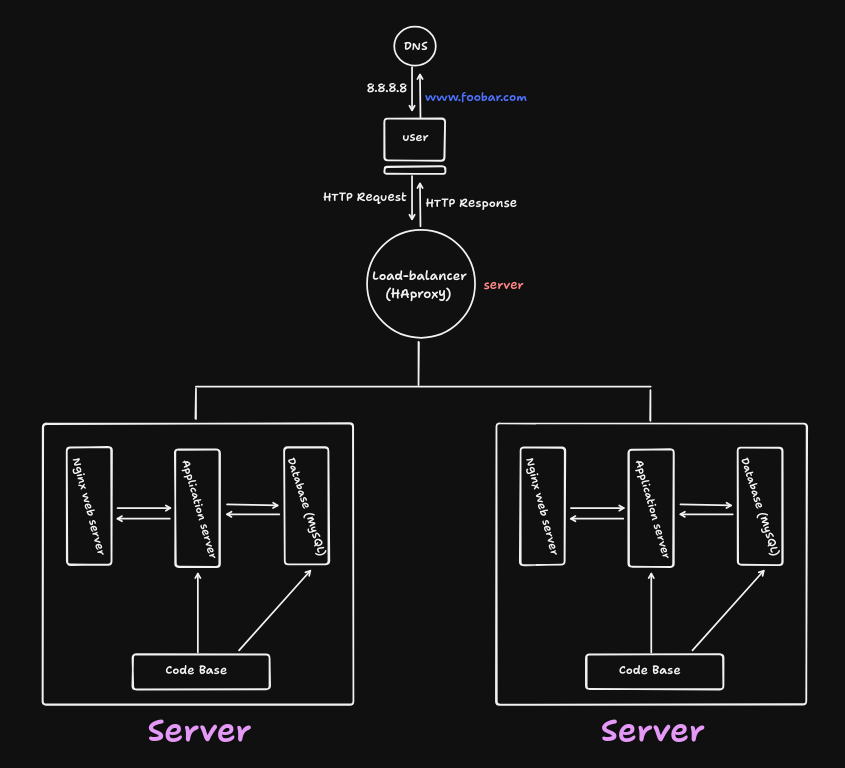 DNS
8.8.8.8
www.foobar.com
user
HTTP Request
HTTP Response
Load-balancer
(HAproxy)
server
Nginx web server
Application server
Database (MySQL)
Code Base
Server
Nginx web server
Application server
Database (MySQL)
Code Base
Server